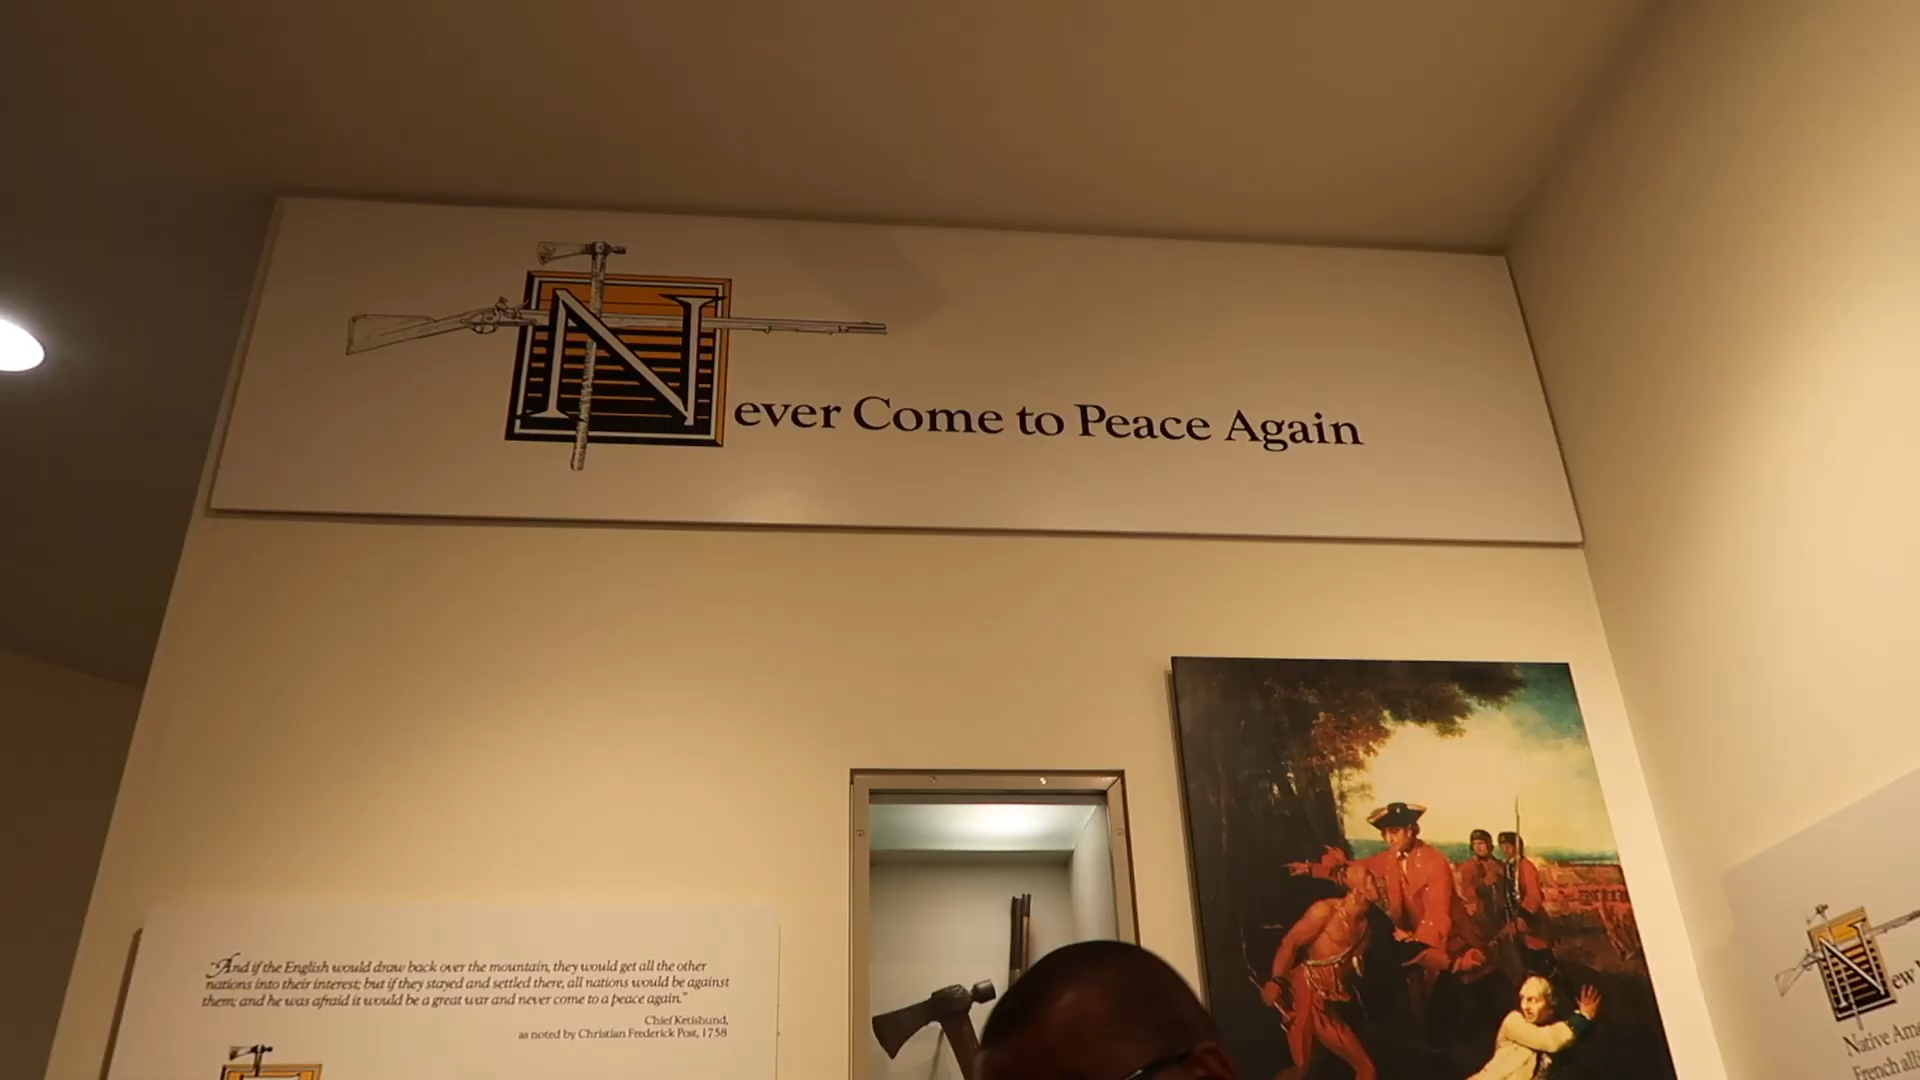 Never Come to Peace Again
"And if the English would draw back over the mountain, they would get all the other
nations into their interest; but if they stayed and settled there, all nations would be against
them; and he was afraid it would be a great war and never come to a peace again."
Chief Ketishund,
as noted by Christian Frederick Post, 1758
New
Native
French